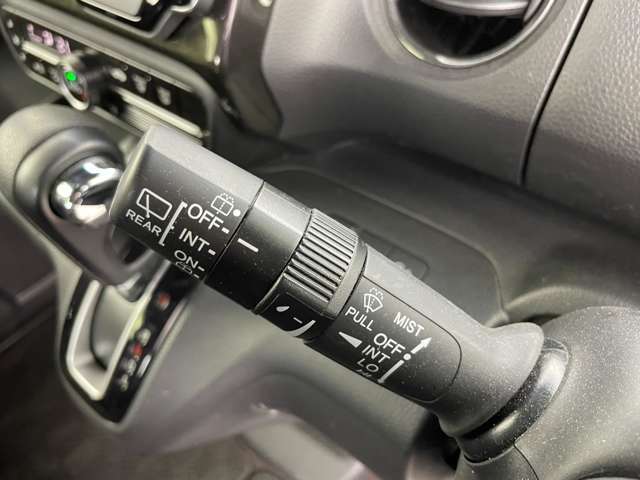 REAR
OFF
INT
ON
PULL
MIST
OFF
INT
LO
HI